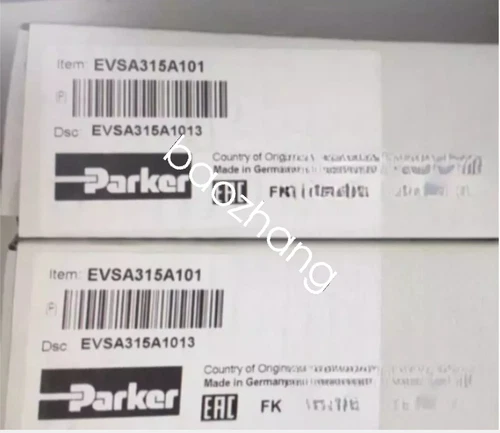 Item: EVSA315A101
(P)
Dsc: EVSA315A1013
Country of Origin
Made in Germany
Parker
EAC FK
baozhang
Item: EVSA315A101
(P)
Dsc: EVSA315A1013
Country of Origin
Made in Germany
Parker
EAC FK